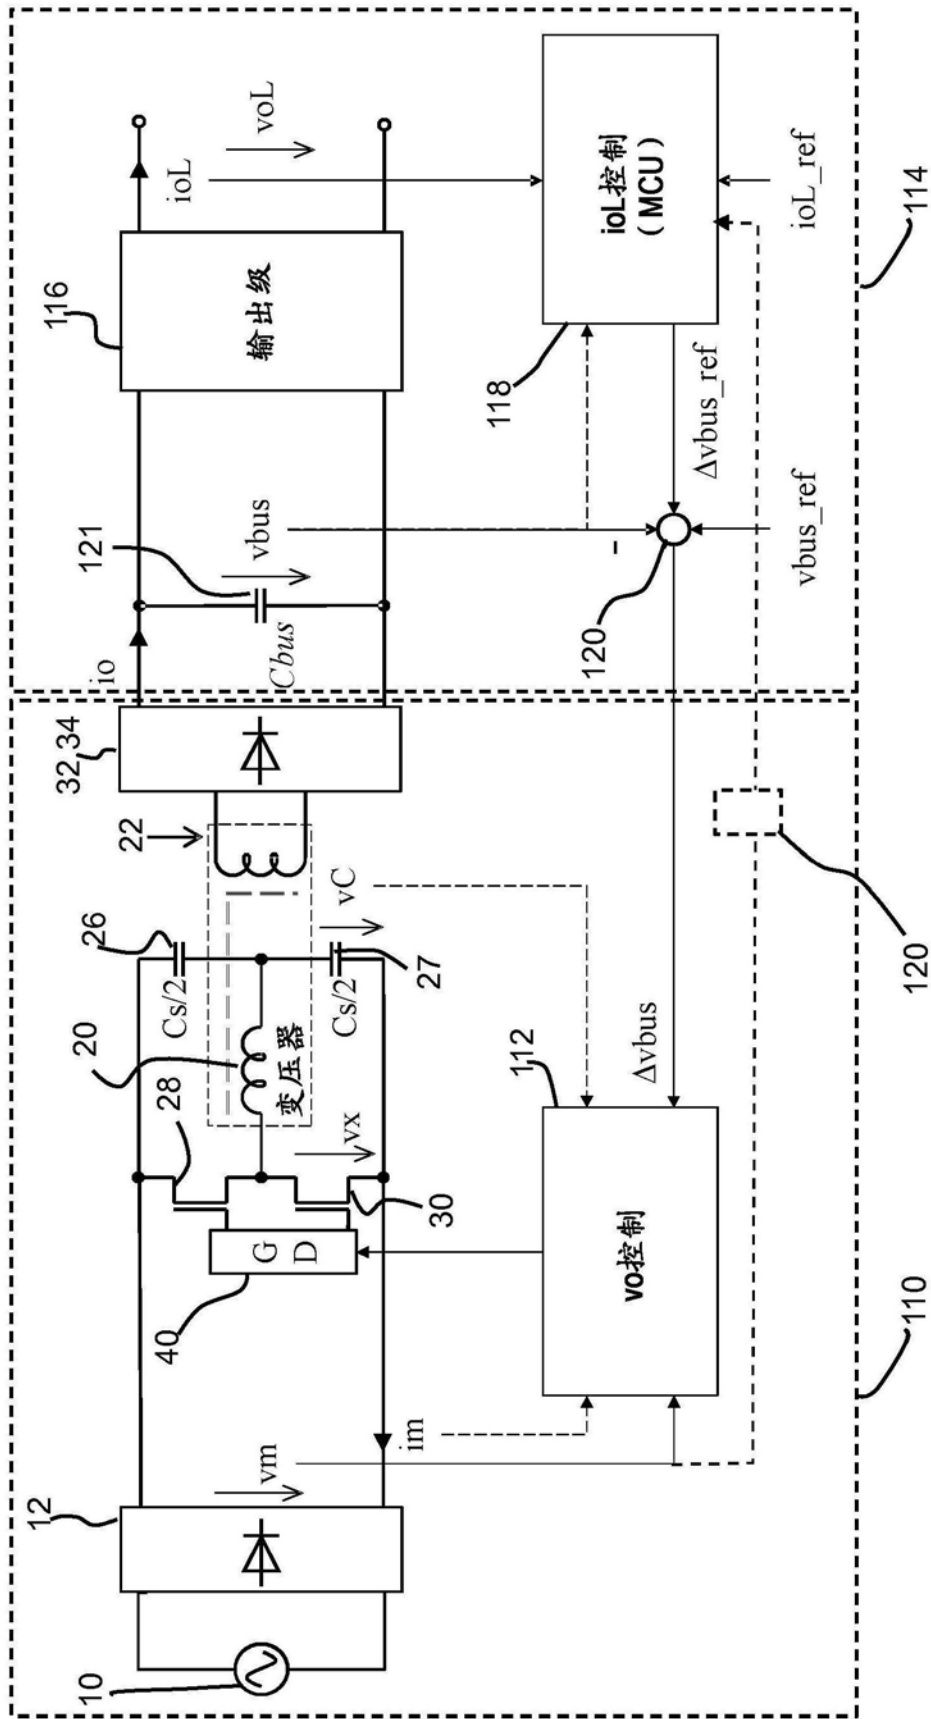 10
12
vm
im
40
G
D
28
30
vx
20
变压器
Cs/2
26
Cs/2
27
vC
22
32,34
io
Cbus
121
vbus
116
输出级
ioL
voL
vo控制
112
Δvbus
120
-
120
vbus_ref
Δvbus_ref
118
ioL控制
(MCU)
ioL_ref
110
114